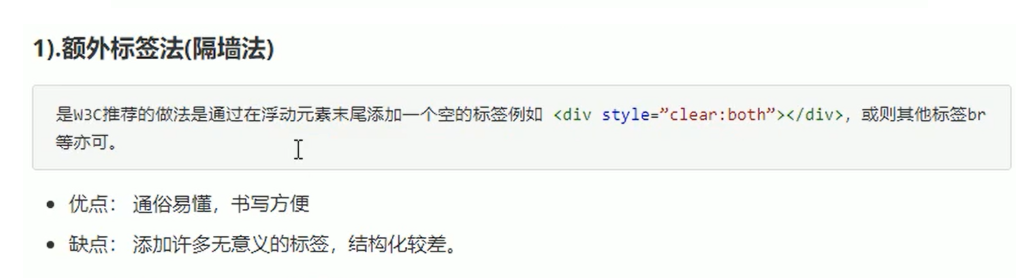 1).额外标签法(隔墙法)
是W3C推荐的做法是通过在浮动元素末尾添加一个空的标签例如 <div style=”clear:both”></div>，或则其他标签br
等亦可。
优点： 通俗易懂，书写方便
缺点： 添加许多无意义的标签，结构化较差。